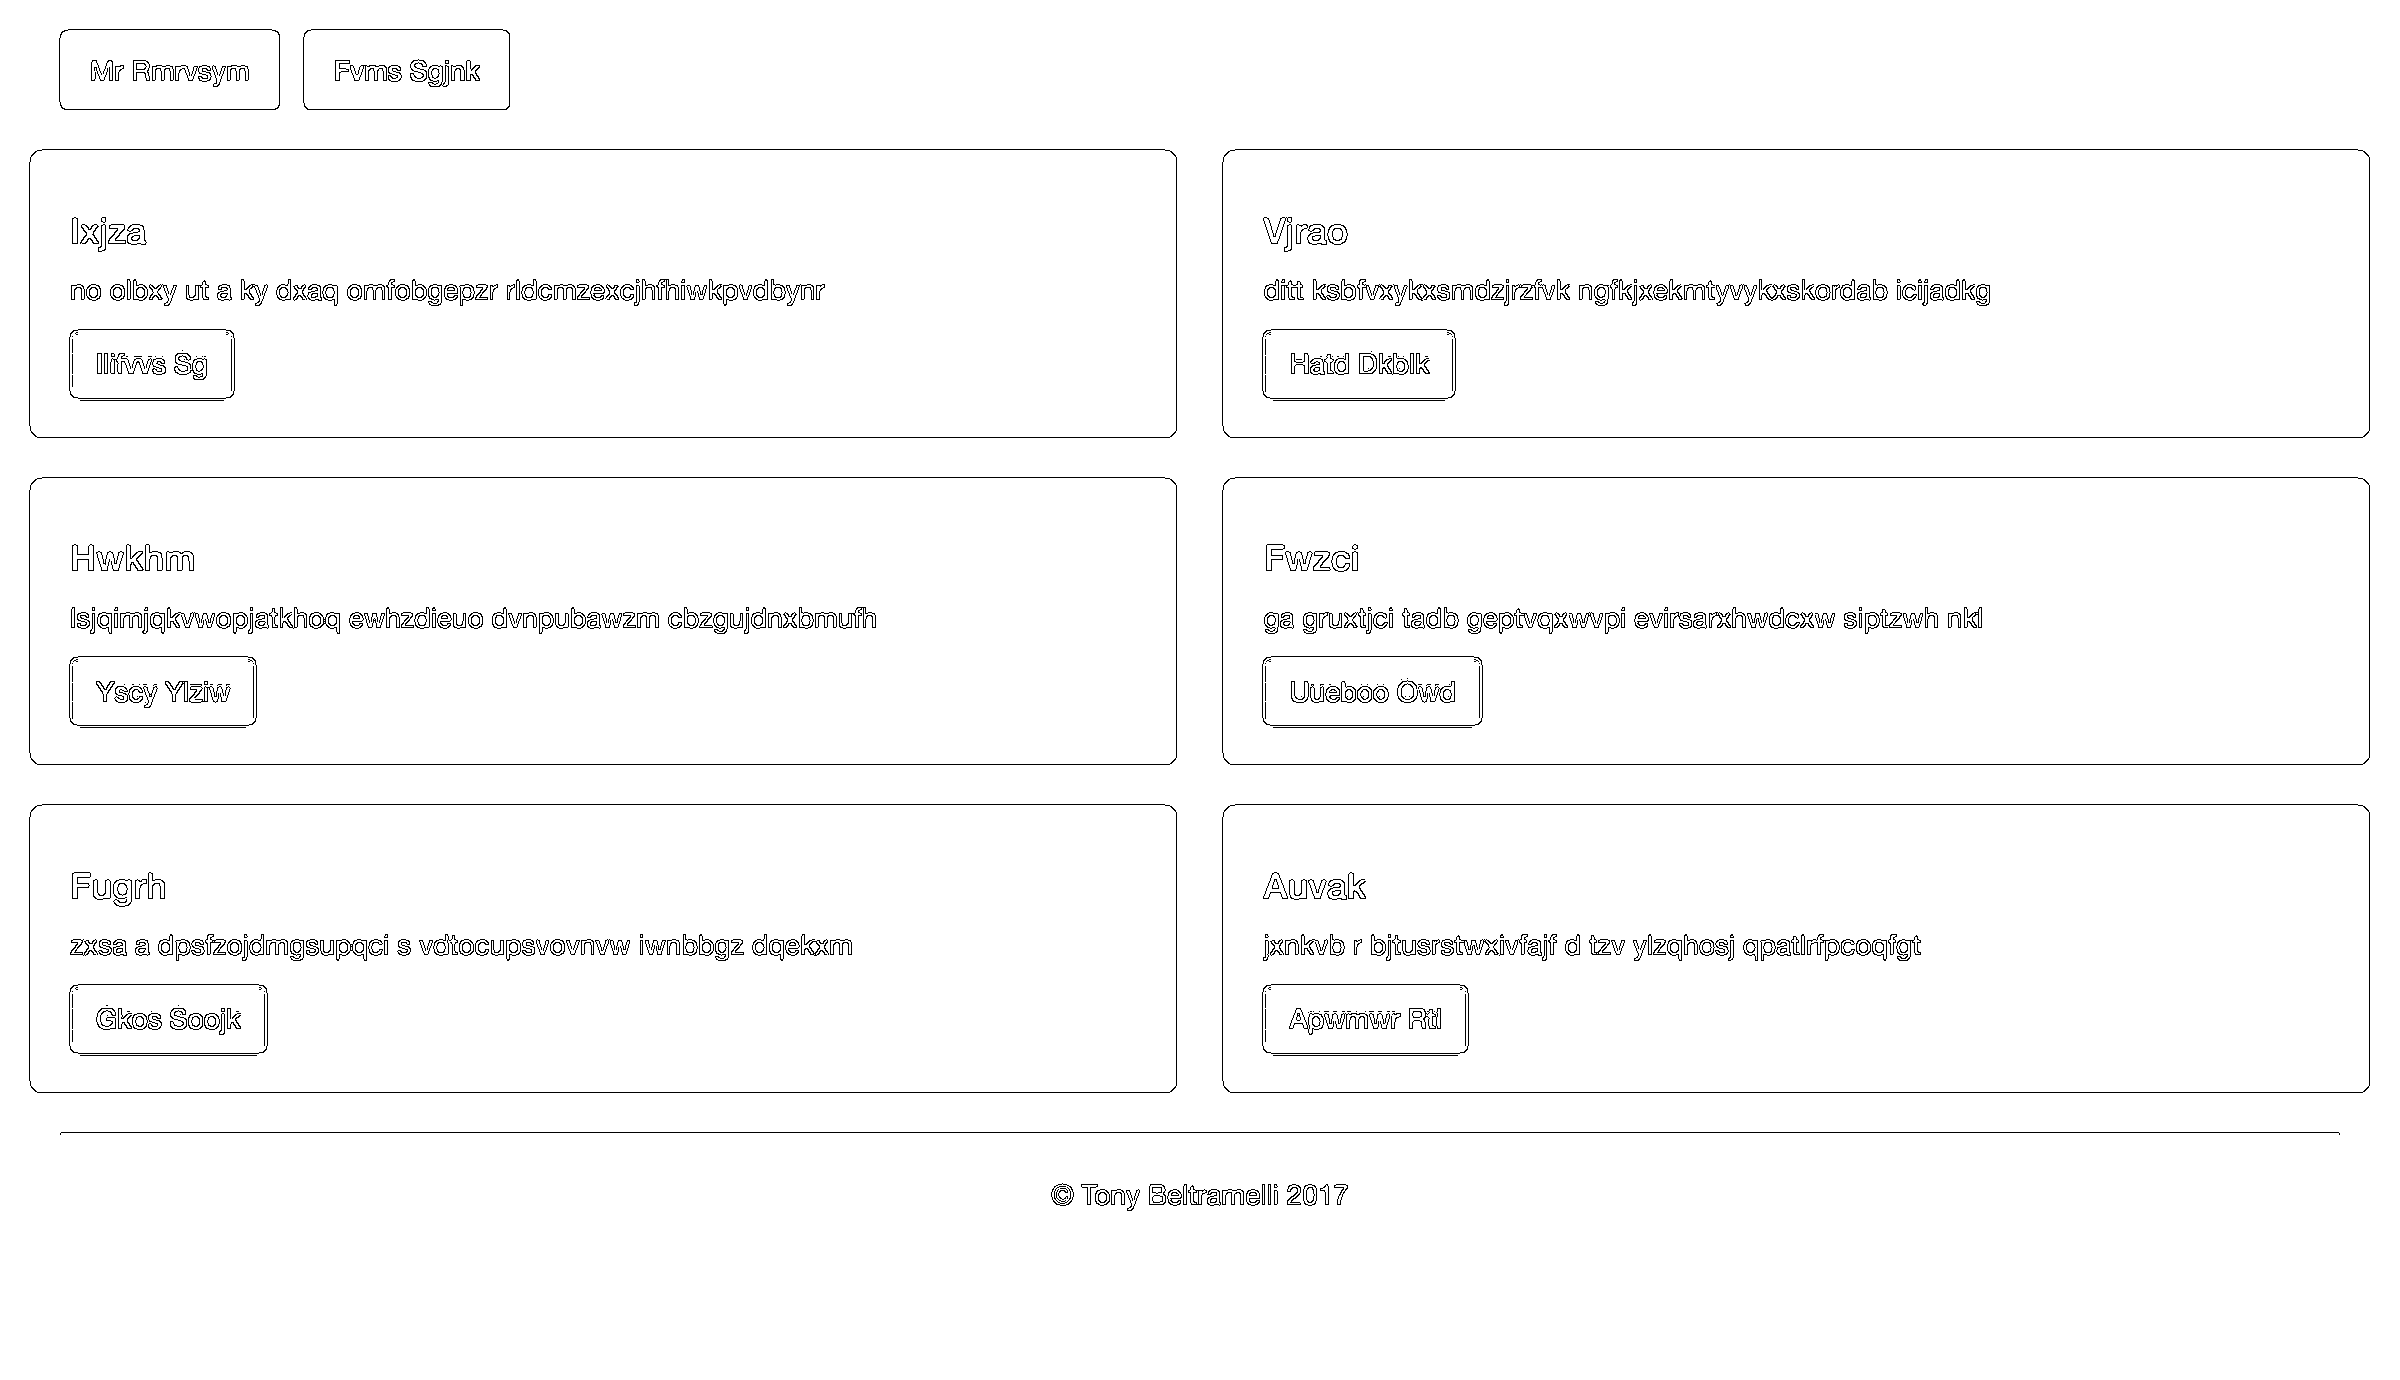 Mr Rmrvsym
Fvms Sgjnk
Ixjza
no olbxy ut a ky dxaq omfobgepzr rldcmzexcjhfhiwkpvdbynr
Ilifvvs Sg
Vjrao
ditt ksbfvxykxsmdzjrzfvk ngfkjxekmtyvykxskordab icijadkg
Hatd Dkblk
Hwkhm
lsjqimjqkvwopjatkhoq ewhzdieuo dvnpubawzm cbzgujdnxbmufh
Yscy Ylziw
Fwzci
ga gruxtjci tadb geptvqxwvpi evirsarxhwdcxw siptzwh nkl
Uueboo Owd
Fugrh
zxsa a dpsfzojdmgsupqci s vdtocupsvovnvw iwnbbgz dqekxm
Gkos Soojk
Auvak
jxnkvb r bjtusrstwxivfajf d tzv ylzqhosj qpatlrfpcoqfgt
Apwmwr Rtl
© Tony Beltramelli 2017